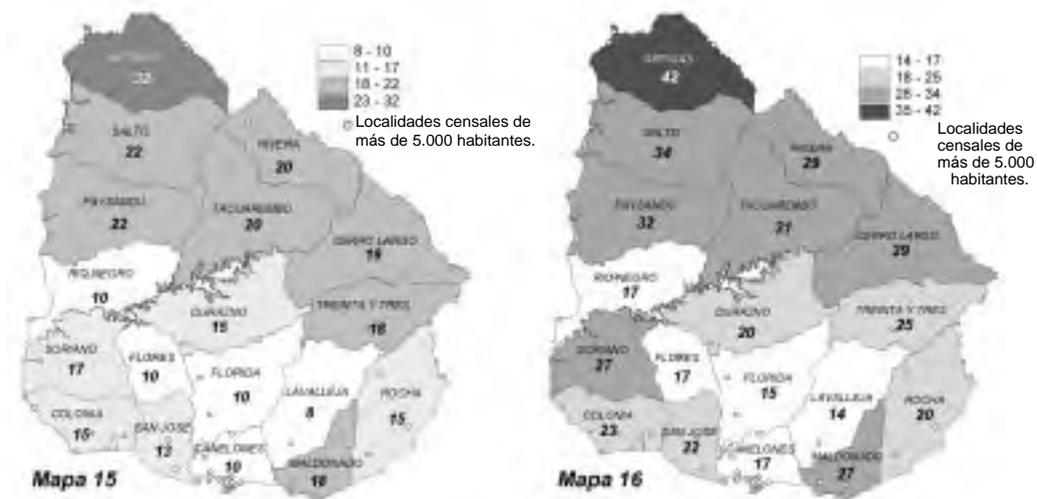 8 - 10
11 - 17
18 - 22
23 - 32
Localidades censales de
más de 5.000 habitantes.
ARTIGAS
32
SALTO
22
RIVERA
20
PAYSANDÚ
22
TACUAREMBÓ
20
CERRO LARGO
19
RIO NEGRO
10
DURAZNO
15
TREINTA Y TRES
18
SORIANO
17
FLORES
10
FLORIDA
10
LAVALLEJA
8
ROCHA
15
COLONIA
15
SAN JOSE
13
CANELONES
10
MALDONADO
18
Mapa 15
14 - 17
18 - 25
26 - 34
35 - 42
Localidades
censales de
más de 5.000
habitantes.
ARTIGAS
42
SALTO
34
RIVERA
29
PAYSANDÚ
32
TACUAREMBÓ
31
CERRO LARGO
29
RIO NEGRO
17
DURAZNO
20
TREINTA Y TRES
25
SORIANO
27
FLORES
17
FLORIDA
15
LAVALLEJA
14
ROCHA
20
COLONIA
23
SAN JOSE
22
CANELONES
17
MALDONADO
27
Mapa 16